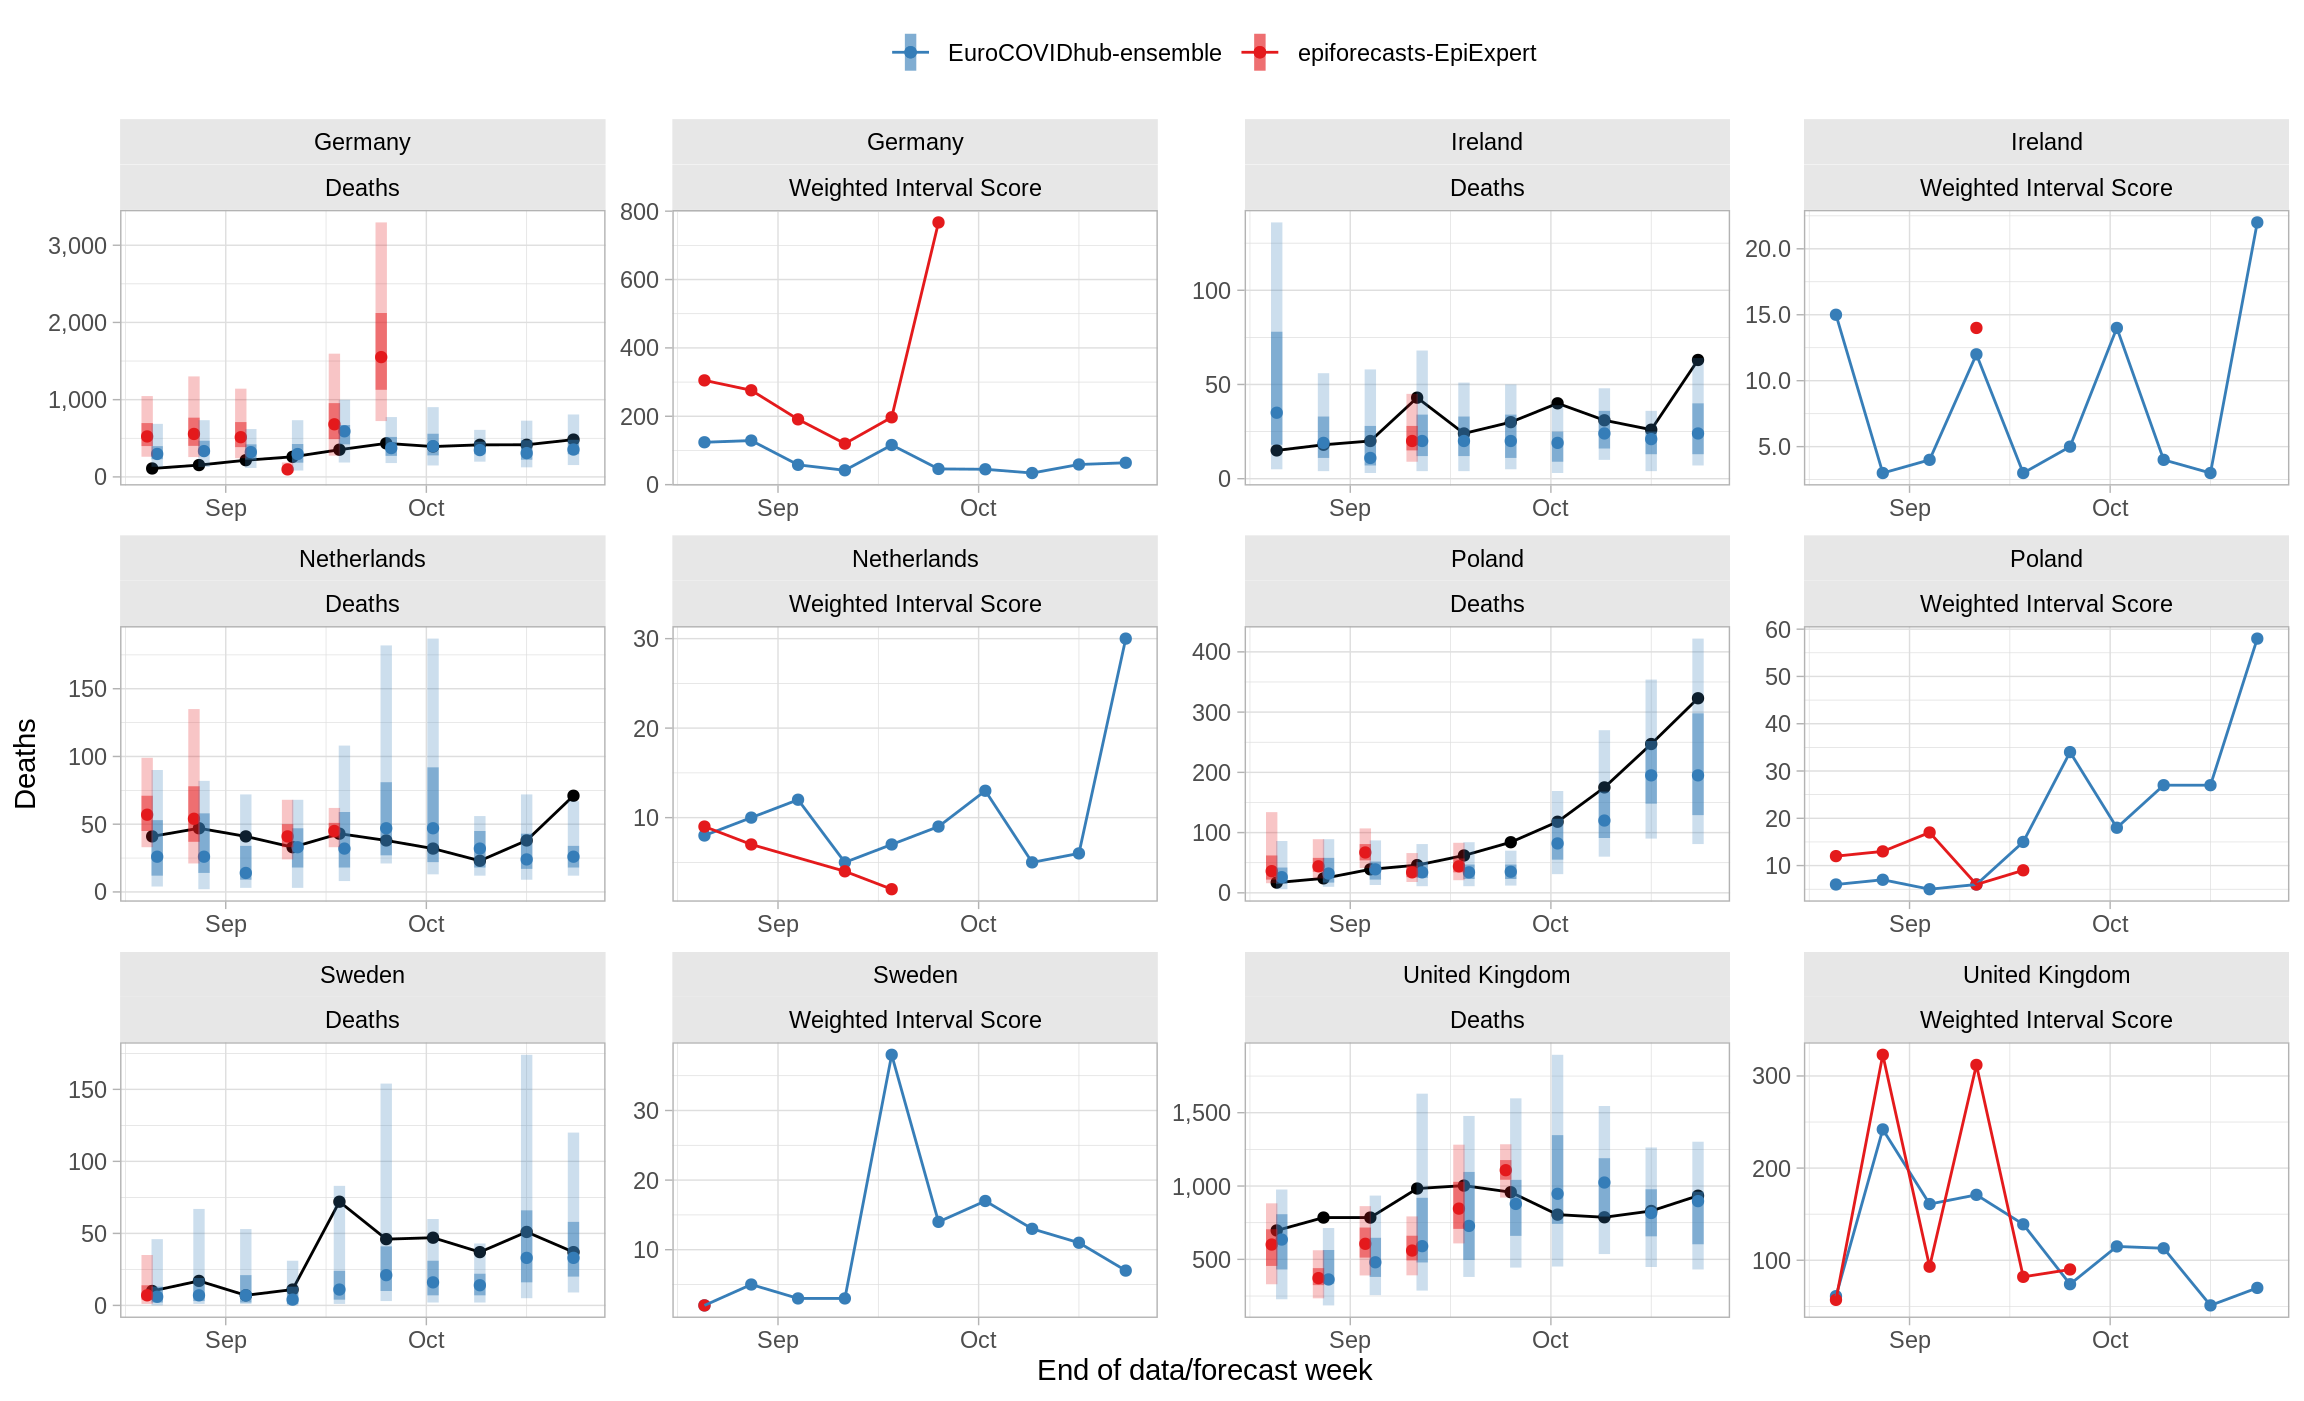 EuroCOVIDhub-ensemble epiforecasts-EpiExpert
Germany Germany Ireland Ireland
Deaths Weighted Interval Score Deaths Weighted Interval Score
3,000
2,000
1,000
0
Sep Oct
800
600
400
200
0
Sep Oct
100
50
0
Sep Oct
20.0
15.0
10.0
5.0
Sep Oct
Netherlands Netherlands Poland Poland
Deaths Weighted Interval Score Deaths Weighted Interval Score
150
100
50
0
Sep Oct
30
20
10
Sep Oct
400
300
200
100
0
Sep Oct
60
50
40
30
20
10
Sep Oct
Sweden Sweden United Kingdom United Kingdom
Deaths Weighted Interval Score Deaths Weighted Interval Score
150
100
50
0
Sep Oct
30
20
10
Sep Oct
1,500
1,000
500
Sep Oct
300
200
100
Sep Oct
Deaths
End of data/forecast week